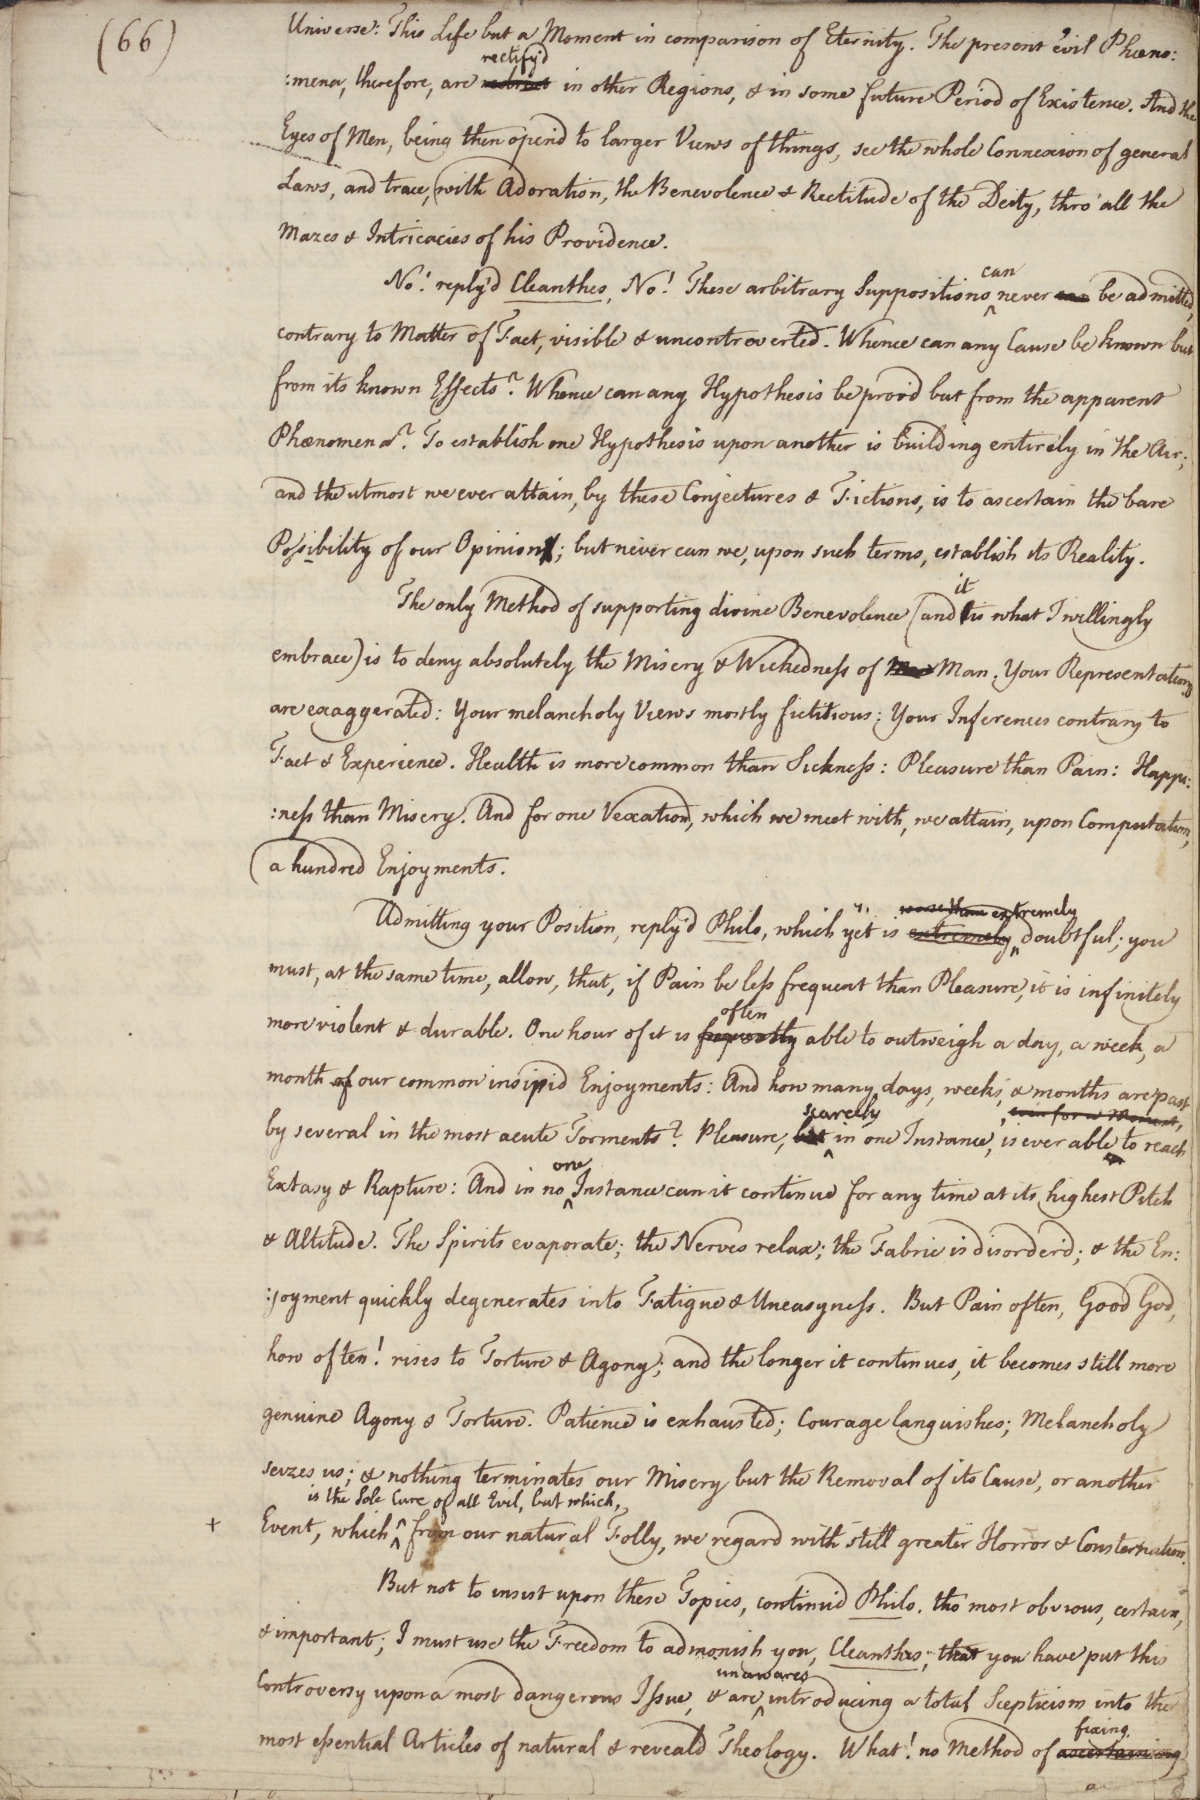 (66)
Universe: This Life but a Moment in comparison of Eternity. The present evil Phæno:
rectify'd
:mena, therefore, are in other Regions, & in some future Period of Existence. And the
Eyes of Men, being then open'd to larger Views of things, see the whole Connexion of general
Laws, and trace, with Adoration, the Benevolence & Rectitude of the Deity, thro' all the
Mazes & Intricacies of his Providence.
can
No! reply'd Cleanthes, No! These arbitrary Suppositions never can be admitted,
contrary to Matter of Fact, visible & uncontroverted. Whence can any Cause be known but
from its known Effects? Whence can any Hypothesis be prov'd but from the apparent
Phænomena? To establish one Hypothesis upon another is building entirely in the Air;
and the utmost we ever attain, by these Conjectures & Fictions, is to ascertain the bare
Possibility of our Opinion; but never can we, upon such terms, establish its Reality.
it
The only Method of supporting divine Benevolence (and is what I willingly
embrace) is to deny absolutely the Misery & Wickedness of Man Man. Your Representations
are exaggerated: Your melancholy Views mostly fictitious: Your Inferences contrary to
Fact & Experience. Health is more common than Sickness: Pleasure than Pain: Happi:
:ness than Misery. And for one Vexation, which we meet with, we attain, upon Computation,
a hundred Enjoyments.
more than extremely
Admitting your Position, reply'd Philo, which yet is extremely doubtful; you
must, at the same time, allow, that, if Pain be less frequent than Pleasure, it is infinitely
often
more violent & durable. One hour of it is frequently able to outweigh a day, a week, a
month of our common insipid Enjoyments: And how many days, weeks, & months are past
scarcely even for a Moment,
by several in the most acute Torments? Pleasure, but in one Instance, is ever able to reach
one
Extasy & Rapture: And in no Instance can it continue for any time at its highest Pitch
& Altitude. The Spirits evaporate; the Nerves relax; the Fabric is disorder'd; & the En:
:joyment quickly degenerates into Fatigue & Uneasyness. But Pain often, Good God,
how often! rises to Torture & Agony; and the longer it continues, it becomes still more
genuine Agony & Torture. Patience is exhausted; Courage languishes; Melancholy
seizes us; & nothing terminates our Misery but the Removal of its Cause, or another
is the Sole Cure of all Evil, but which,
+ Event, which from our natural Folly, we regard with still greater Horror & Consternation.
But not to insist upon these Topics, continu'd Philo, tho most obvious, certain,
& important; I must use the Freedom to admonish you, Cleanthes, that you have put this
unawares
Controversy upon a most dangerous Issue, & are introducing a total Scepticism into the
fixing
most essential Articles of natural & reveal'd Theology. What! no Method of ascertaining
a